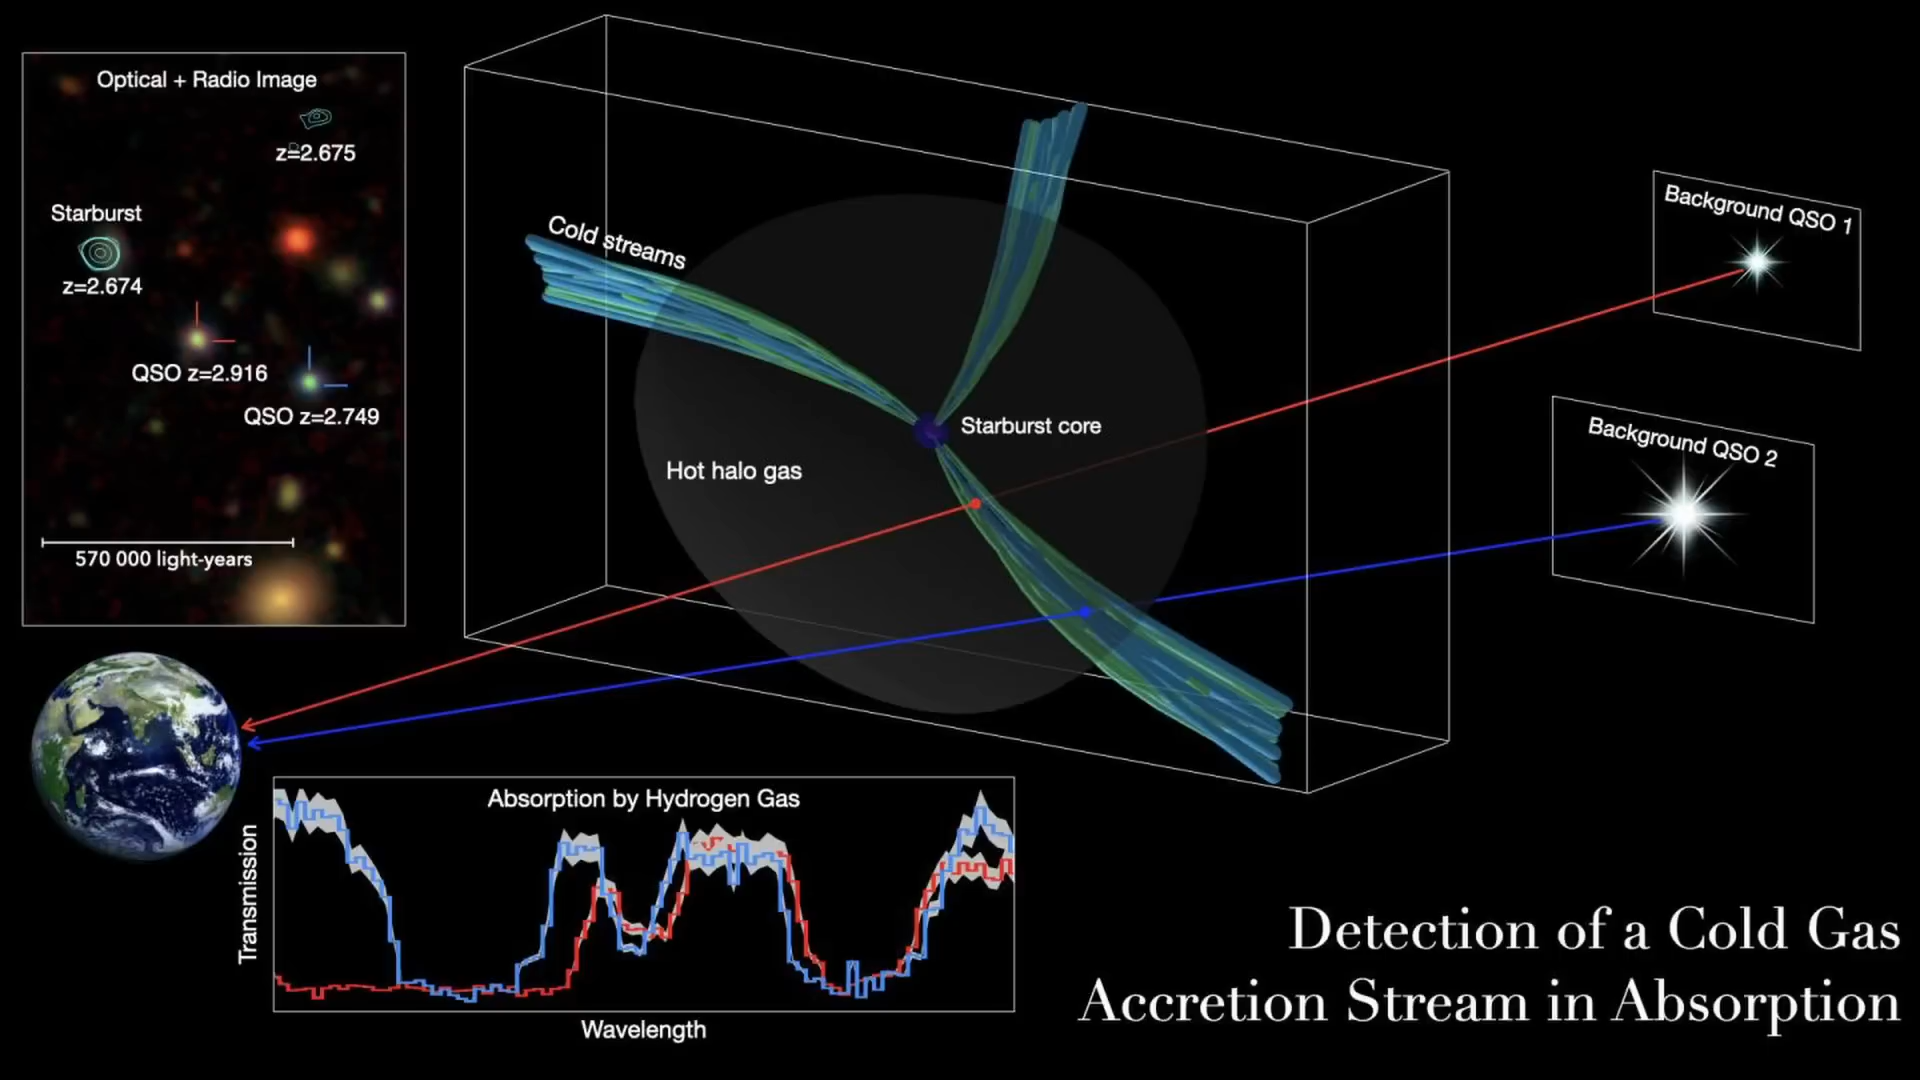 Optical + Radio Image
z=2.675
Starburst
z=2.674
QSO z=2.916
QSO z=2.749
570 000 light-years
Cold streams
Starburst core
Hot halo gas
Background QSO 1
Background QSO 2
Absorption by Hydrogen Gas
Transmission
Wavelength
Detection of a Cold Gas
Accretion Stream in Absorption